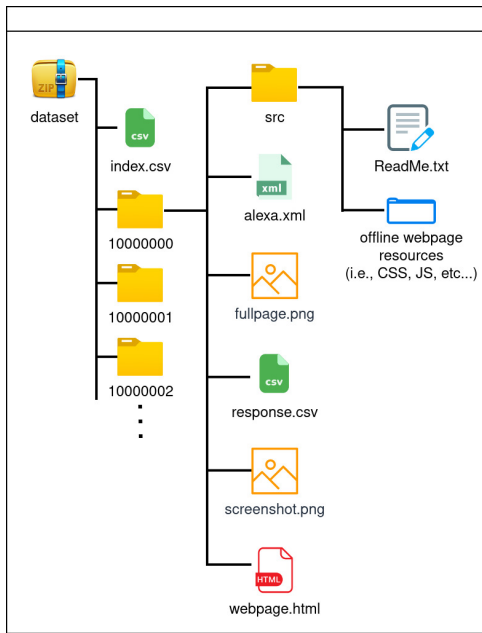 ZIP
dataset
csv
index.csv
10000000
10000001
10000002
src
xml
alexa.xml
fullpage.png
csv
response.csv
screenshot.png
HTML
webpage.html
ReadMe.txt
offline webpage
resources
(i.e., CSS, JS, etc...)